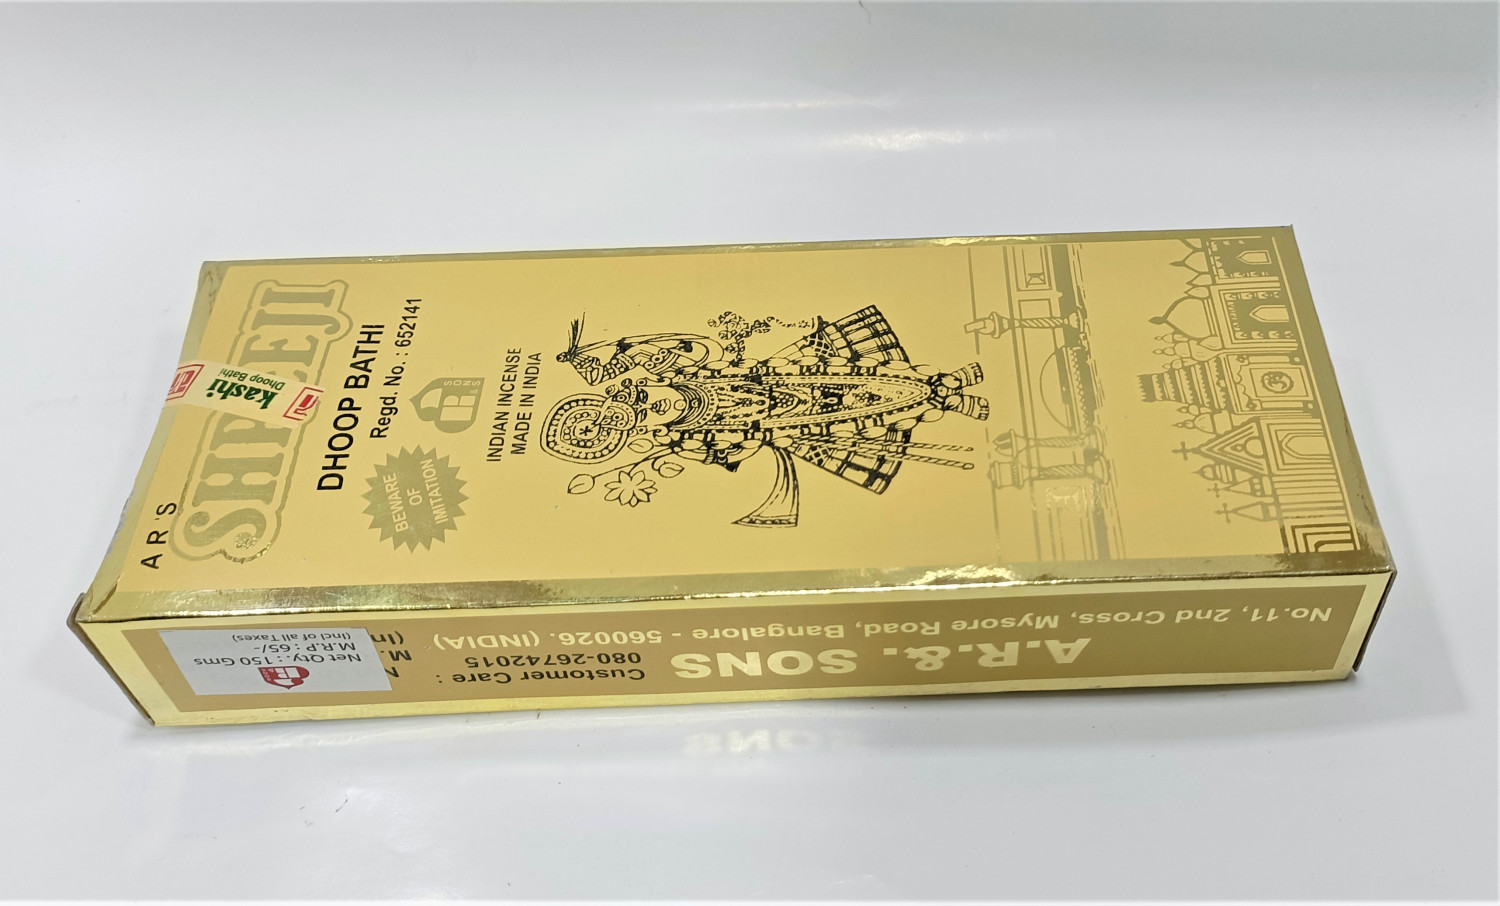 AR'S
SHREEJI
kashi
Dhoop Bathi
DHOOP BATHI
Regd. No. : 652141
BEWARE
OF
IMITATION
SONS
INDIAN INCENSE
MADE IN INDIA
A.R.&. SONS
No.11, 2nd Cross, Mysore Road, Bangalore - 560026. (INDIA)
Customer Care :
080-26742015
Net Qty. : 150 Gms
M.R.P : 65/-
(Incl of all Taxes)